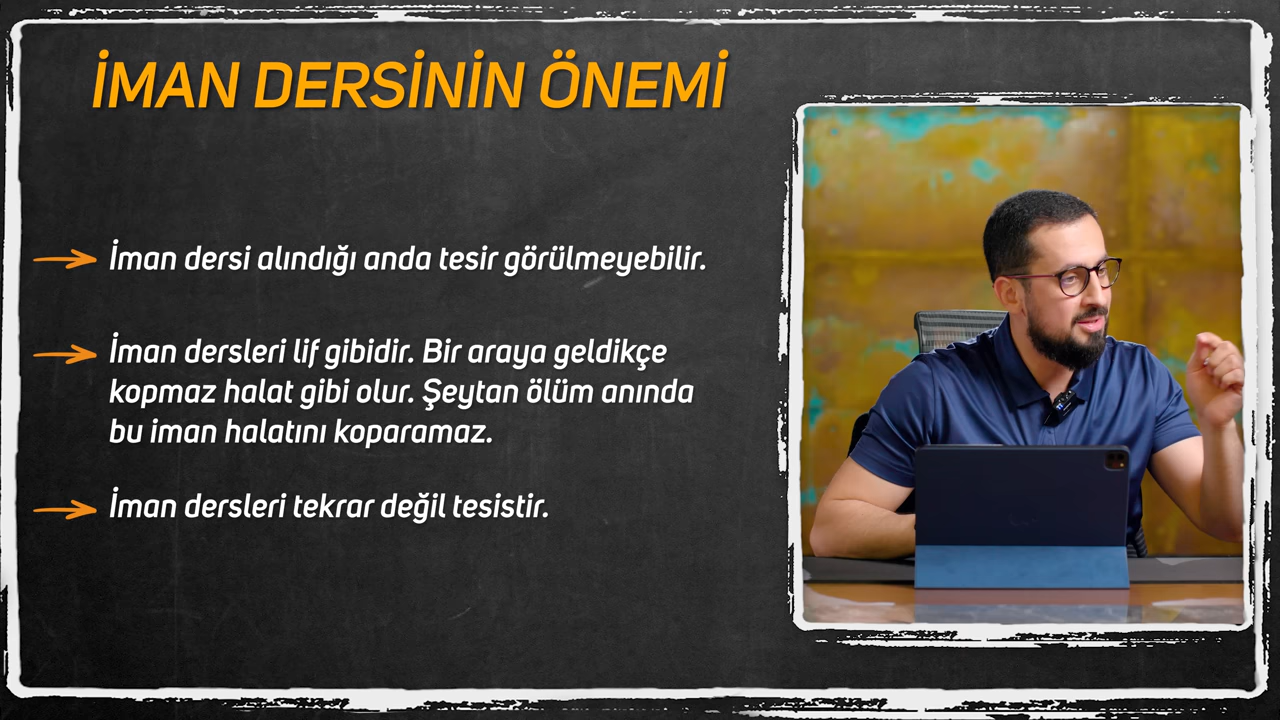 İMAN DERSİNİN ÖNEMİ
İman dersi alındığı anda tesir görülmeyebilir.
İman dersleri lif gibidir. Bir araya geldikçe
kopmaz halat gibi olur. Şeytan ölüm anında
bu iman halatını koparamaz.
İman dersleri tekrar değil tesistir.